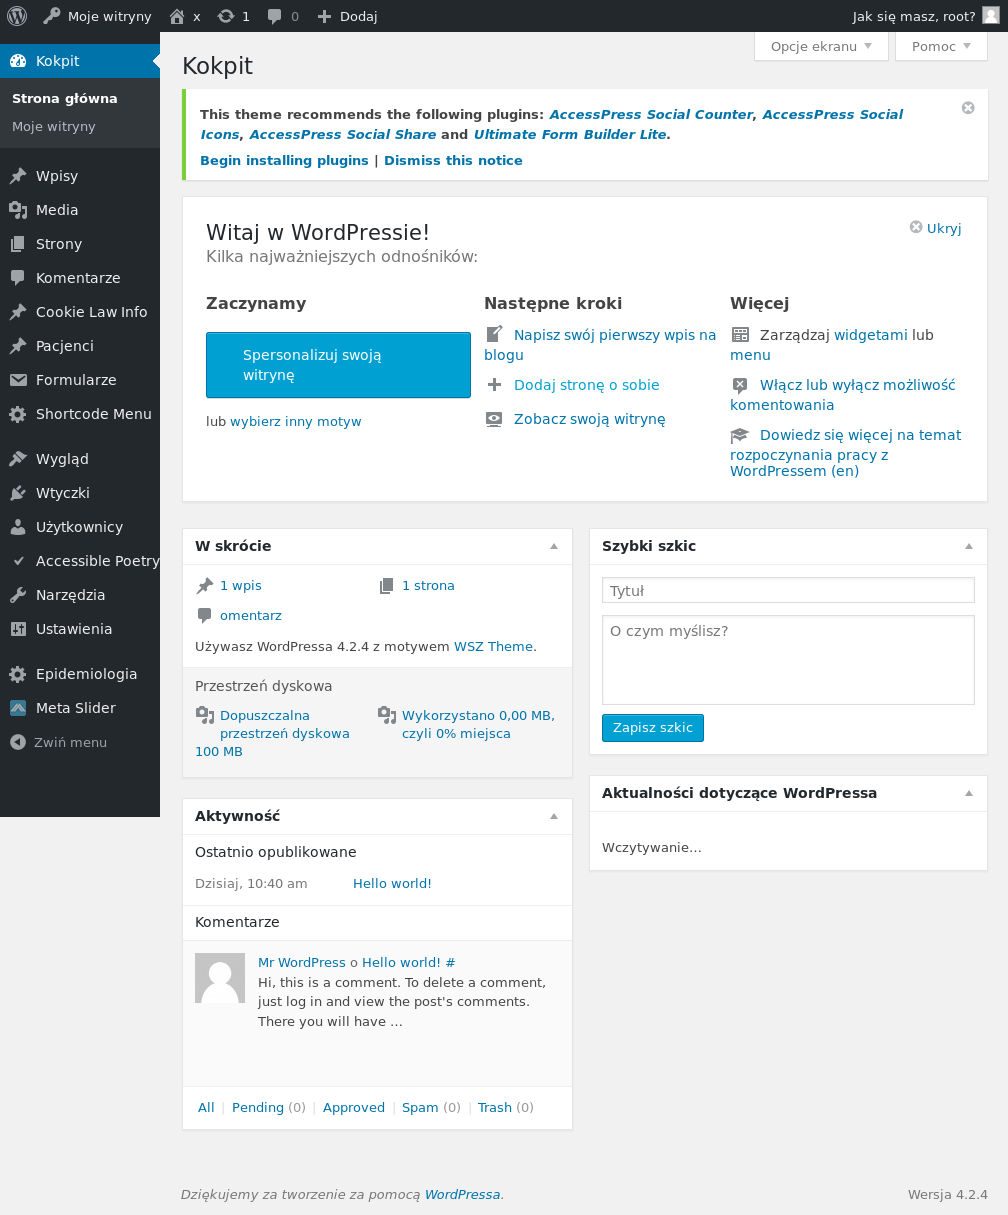 Moje witryny x 1 0 Dodaj Jak się masz, root?
Kokpit
Strona główna
Moje witryny
Wpisy
Media
Strony
Komentarze
Cookie Law Info
Pacjenci
Formularze
Shortcode Menu
Wygląd
Wtyczki
Użytkownicy
Accessible Poetry
Narzędzia
Ustawienia
Epidemiologia
Meta Slider
Zwiń menu
Opcje ekranu Pomoc
Kokpit
This theme recommends the following plugins: AccessPress Social Counter, AccessPress Social
Icons, AccessPress Social Share and Ultimate Form Builder Lite.
Begin installing plugins | Dismiss this notice
Witaj w WordPressie!
Ukryj
Kilka najważniejszych odnośników:
Zaczynamy
Spersonalizuj swoją
witrynę
lub wybierz inny motyw
Następne kroki
Napisz swój pierwszy wpis na
blogu
Dodaj stronę o sobie
Zobacz swoją witrynę
Więcej
Zarządzaj widgetami lub
menu
Włącz lub wyłącz możliwość
komentowania
Dowiedz się więcej na temat
rozpoczynania pracy z
WordPressem (en)
W skrócie
1 wpis 1 strona
omentarz
Używasz WordPressa 4.2.4 z motywem WSZ Theme.
Przestrzeń dyskowa
Dopuszczalna
przestrzeń dyskowa
100 MB
Wykorzystano 0,00 MB,
czyli 0% miejsca
Aktywność
Ostatnio opublikowane
Dzisiaj, 10:40 am Hello world!
Komentarze
Mr WordPress o Hello world! #
Hi, this is a comment. To delete a comment,
just log in and view the post's comments.
There you will have …
All | Pending (0) | Approved | Spam (0) | Trash (0)
Szybki szkic
Tytuł
O czym myślisz?
Zapisz szkic
Aktualności dotyczące WordPressa
Wczytywanie…
Dziękujemy za tworzenie za pomocą WordPressa. Wersja 4.2.4